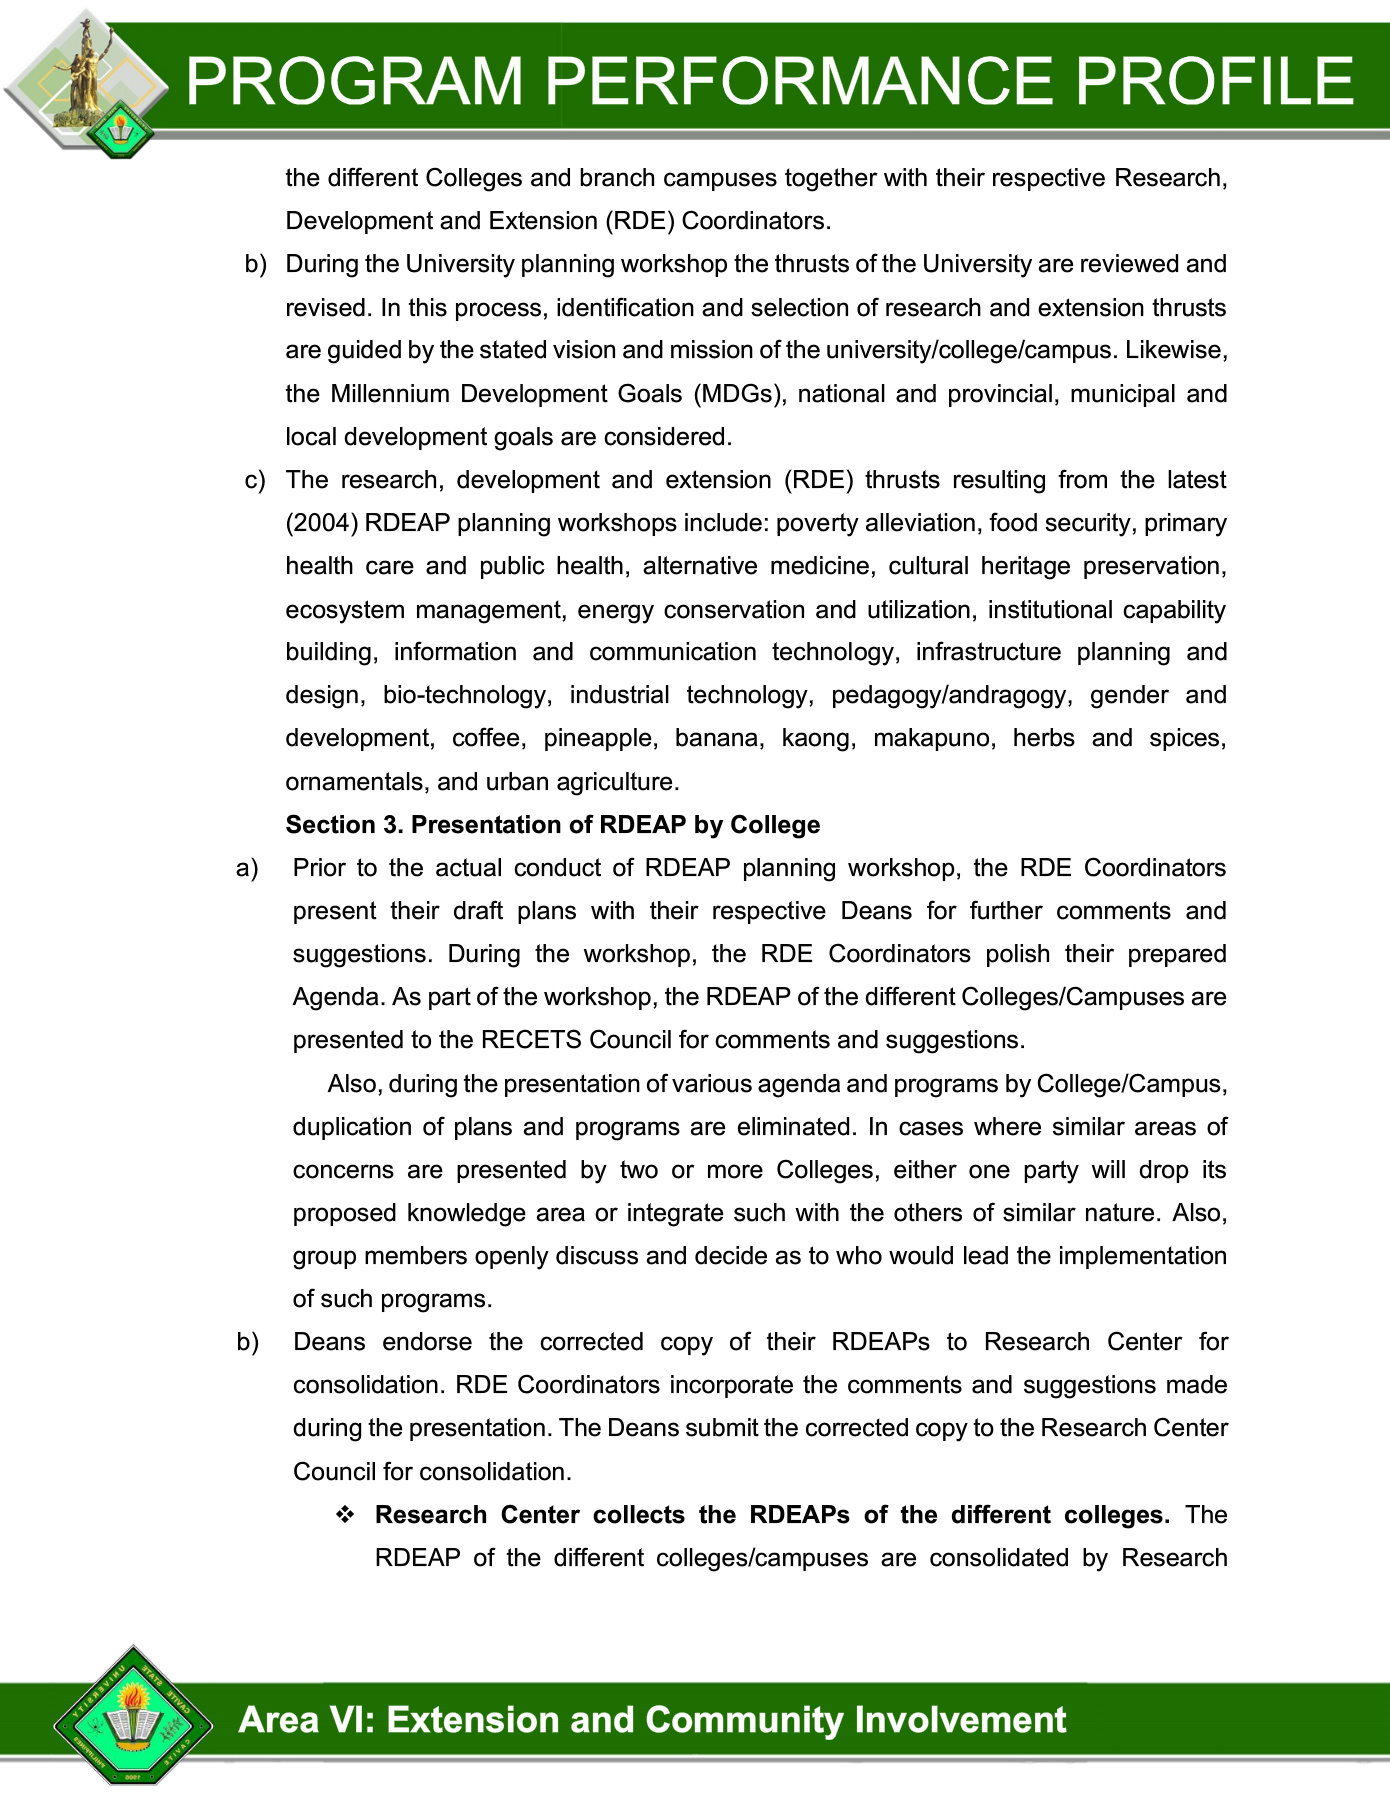 PROGRAM PERFORMANCE PROFILE
the different Colleges and branch campuses together with their respective Research,
Development and Extension (RDE) Coordinators.
b) During the University planning workshop the thrusts of the University are reviewed and
revised. In this process, identification and selection of research and extension thrusts
are guided by the stated vision and mission of the university/college/campus. Likewise,
the Millennium Development Goals (MDGs), national and provincial, municipal and
local development goals are considered.
c) The research, development and extension (RDE) thrusts resulting from the latest
(2004) RDEAP planning workshops include: poverty alleviation, food security, primary
health care and public health, alternative medicine, cultural heritage preservation,
ecosystem management, energy conservation and utilization, institutional capability
building, information and communication technology, infrastructure planning and
design, bio-technology, industrial technology, pedagogy/andragogy, gender and
development, coffee, pineapple, banana, kaong, makapuno, herbs and spices,
ornamentals, and urban agriculture.
Section 3. Presentation of RDEAP by College
a) Prior to the actual conduct of RDEAP planning workshop, the RDE Coordinators
present their draft plans with their respective Deans for further comments and
suggestions. During the workshop, the RDE Coordinators polish their prepared
Agenda. As part of the workshop, the RDEAP of the different Colleges/Campuses are
presented to the RECETS Council for comments and suggestions.
Also, during the presentation of various agenda and programs by College/Campus,
duplication of plans and programs are eliminated. In cases where similar areas of
concerns are presented by two or more Colleges, either one party will drop its
proposed knowledge area or integrate such with the others of similar nature. Also,
group members openly discuss and decide as to who would lead the implementation
of such programs.
b) Deans endorse the corrected copy of their RDEAPs to Research Center for
consolidation. RDE Coordinators incorporate the comments and suggestions made
during the presentation. The Deans submit the corrected copy to the Research Center
Council for consolidation.
❖ Research Center collects the RDEAPs of the different colleges. The
RDEAP of the different colleges/campuses are consolidated by Research
CAVITE STATE UNIVERSITY
Area VI: Extension and Community Involvement